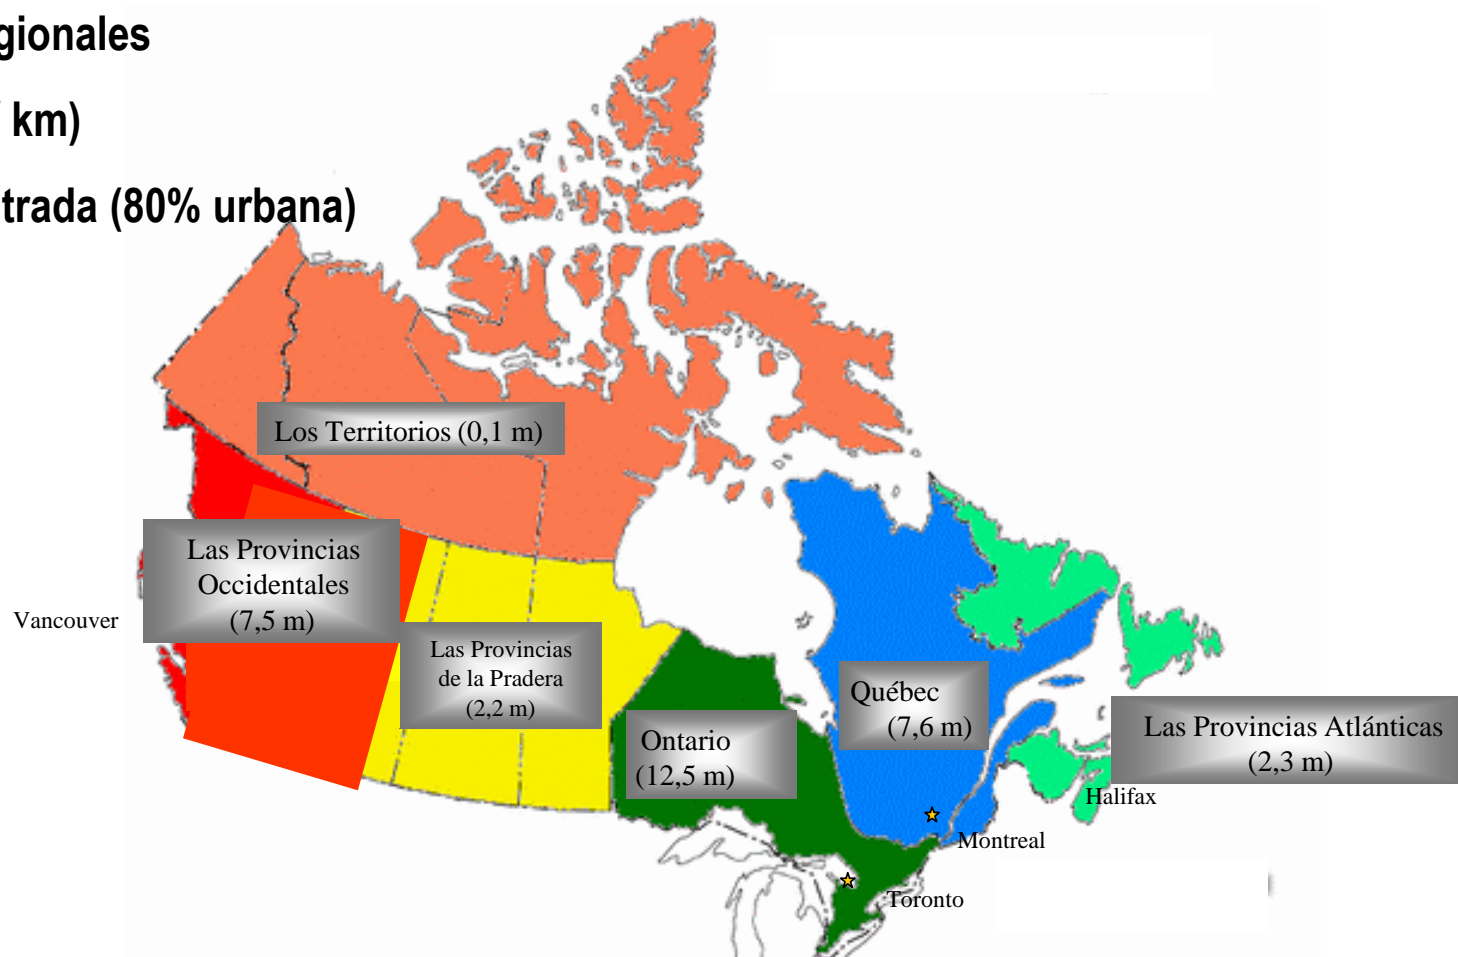 gionales
km)
trada (80% urbana)
Los Territorios (0,1 m)
Las Provincias
Occidentales
(7,5 m)
Vancouver
Las Provincias
de la Pradera
(2,2 m)
Québec
(7,6 m)
Ontario
(12,5 m)
Las Provincias Atlánticas
(2,3 m)
Halifax
Montreal
Toronto